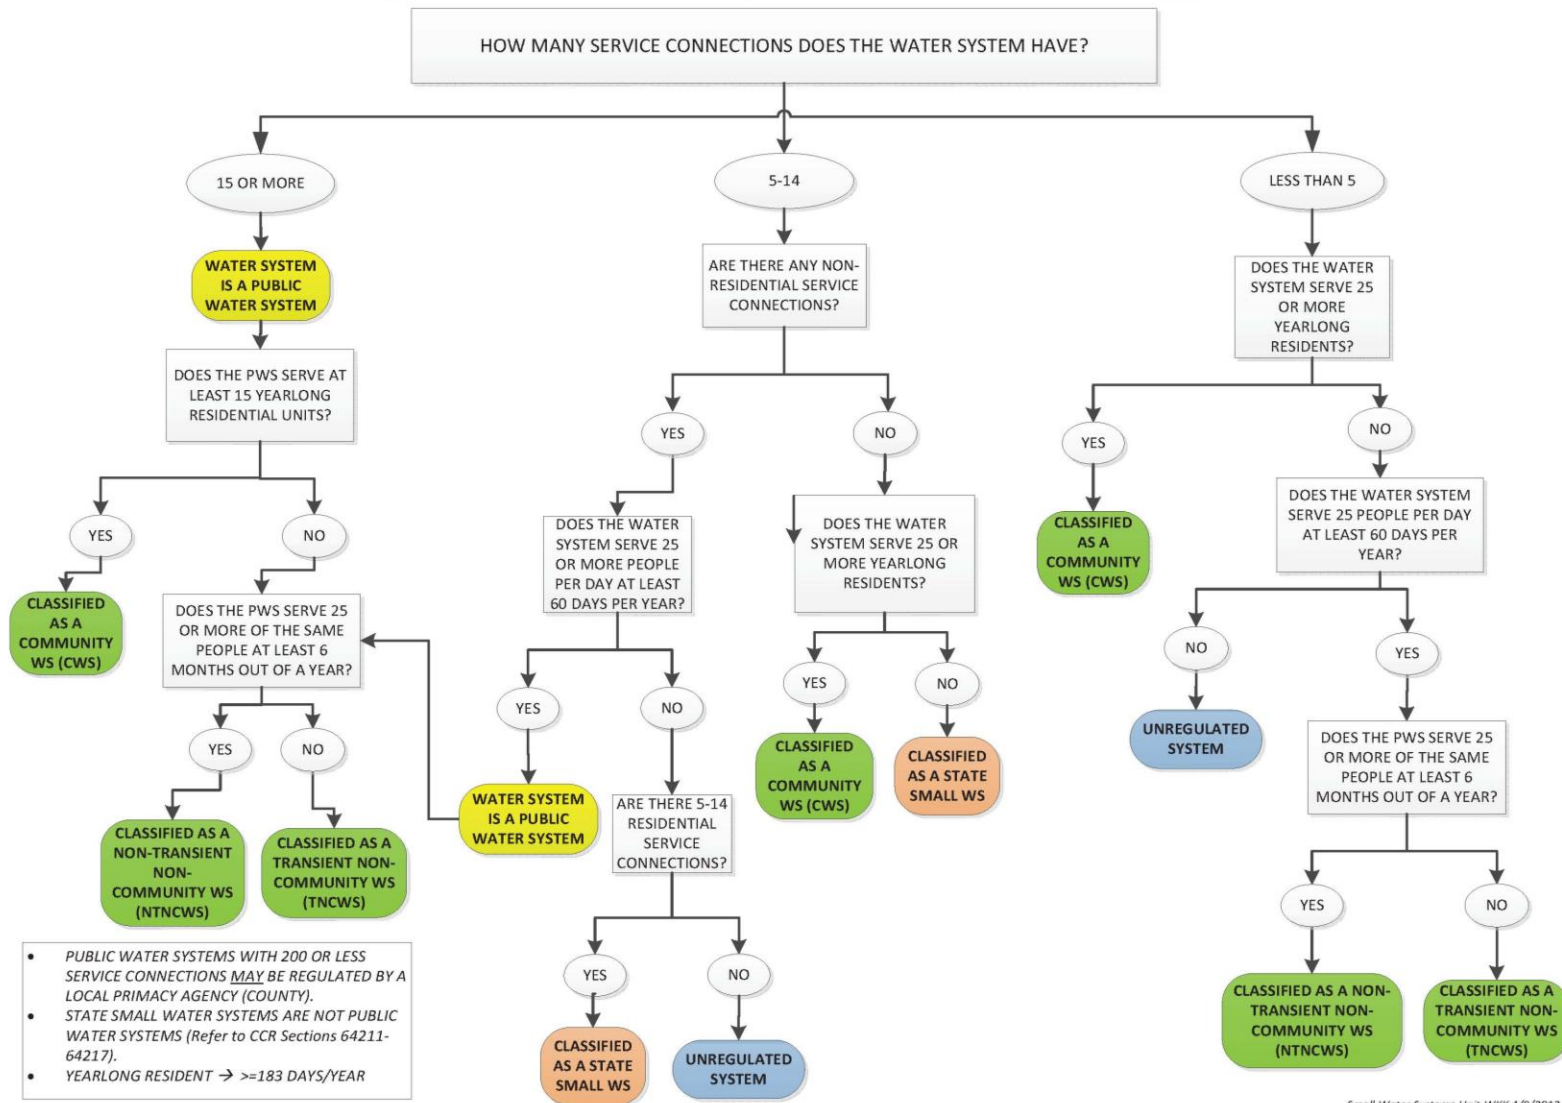 HOW MANY SERVICE CONNECTIONS DOES THE WATER SYSTEM HAVE?
15 OR MORE
5-14
LESS THAN 5
WATER SYSTEM
IS A PUBLIC
WATER SYSTEM
ARE THERE ANY NON-
RESIDENTIAL SERVICE
CONNECTIONS?
DOES THE WATER
SYSTEM SERVE 25
OR MORE
YEARLONG
RESIDENTS?
DOES THE PWS SERVE AT
LEAST 15 YEARLONG
RESIDENTIAL UNITS?
YES
NO
YES
NO
YES
NO
CLASSIFIED
AS A
COMMUNITY
WS (CWS)
DOES THE PWS SERVE 25
OR MORE OF THE SAME
PEOPLE AT LEAST 6
MONTHS OUT OF A YEAR?
DOES THE WATER
SYSTEM SERVE 25
OR MORE PEOPLE
PER DAY AT LEAST
60 DAYS PER YEAR?
DOES THE WATER
SYSTEM SERVE 25 OR
MORE YEARLONG
RESIDENTS?
CLASSIFIED
AS A
COMMUNITY
WS (CWS)
DOES THE WATER SYSTEM
SERVE 25 PEOPLE PER DAY
AT LEAST 60 DAYS PER
YEAR?
YES
NO
YES
NO
YES
NO
NO
YES
CLASSIFIED AS A
NON-TRANSIENT
NON-
COMMUNITY WS
(NTNCWS)
CLASSIFIED AS A
TRANSIENT NON-
COMMUNITY WS
(TNCWS)
WATER SYSTEM
IS A PUBLIC
WATER SYSTEM
ARE THERE 5-14
RESIDENTIAL
SERVICE
CONNECTIONS?
CLASSIFIED
AS A
COMMUNITY
WS (CWS)
CLASSIFIED
AS A STATE
SMALL WS
UNREGULATED
SYSTEM
DOES THE PWS SERVE 25
OR MORE OF THE SAME
PEOPLE AT LEAST 6
MONTHS OUT OF A YEAR?
YES
NO
YES
NO
CLASSIFIED
AS A STATE
SMALL WS
UNREGULATED
SYSTEM
CLASSIFIED AS A NON-
TRANSIENT NON-
COMMUNITY WS
(NTNCWS)
CLASSIFIED AS A
TRANSIENT NON-
COMMUNITY WS
(TNCWS)
• PUBLIC WATER SYSTEMS WITH 200 OR LESS
SERVICE CONNECTIONS MAY BE REGULATED BY A
LOCAL PRIMACY AGENCY (COUNTY).
• STATE SMALL WATER SYSTEMS ARE NOT PUBLIC
WATER SYSTEMS (Refer to CCR Sections 64211-
64217).
• YEARLONG RESIDENT → >=183 DAYS/YEAR